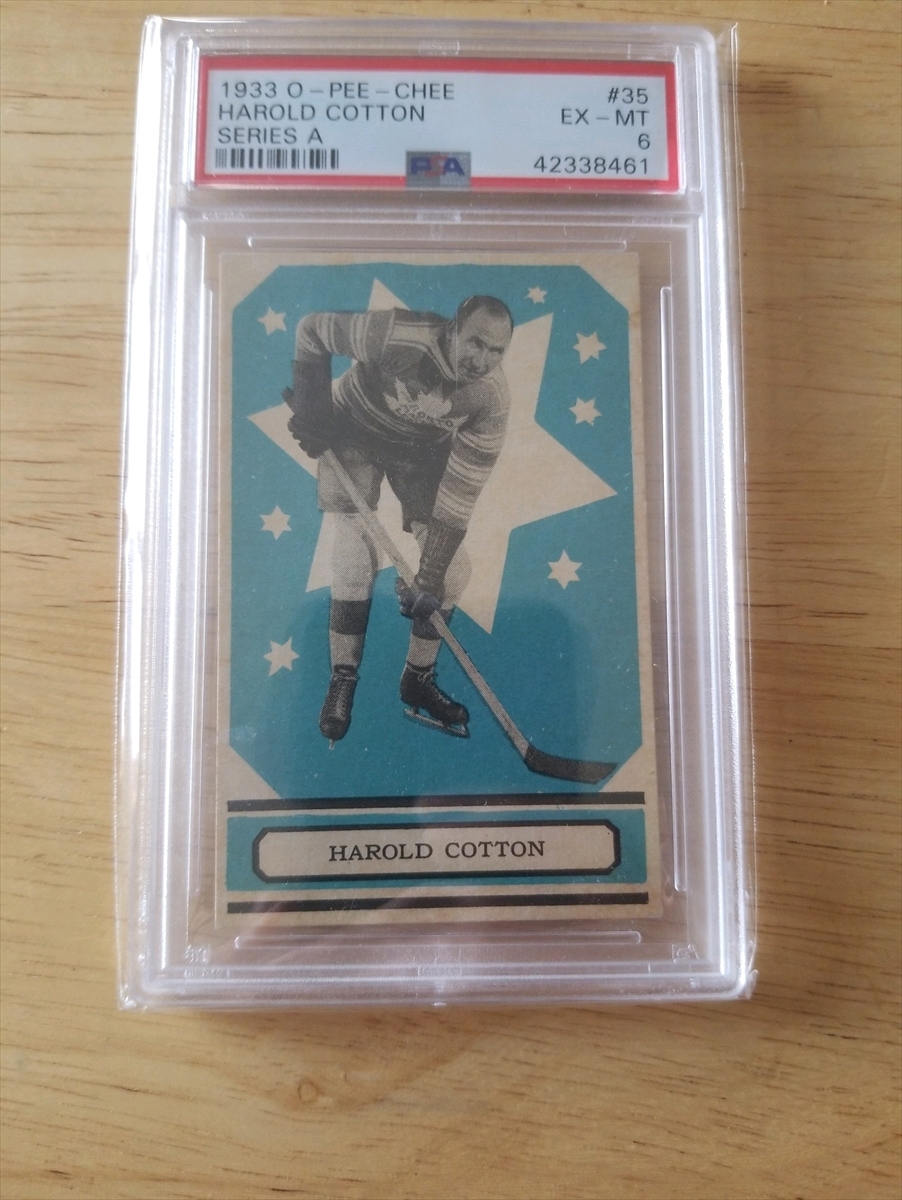 1933 O-PEE-CHEE #35
HAROLD COTTON EX-MT
SERIES A 6
PSA 42338461
HAROLD COTTON